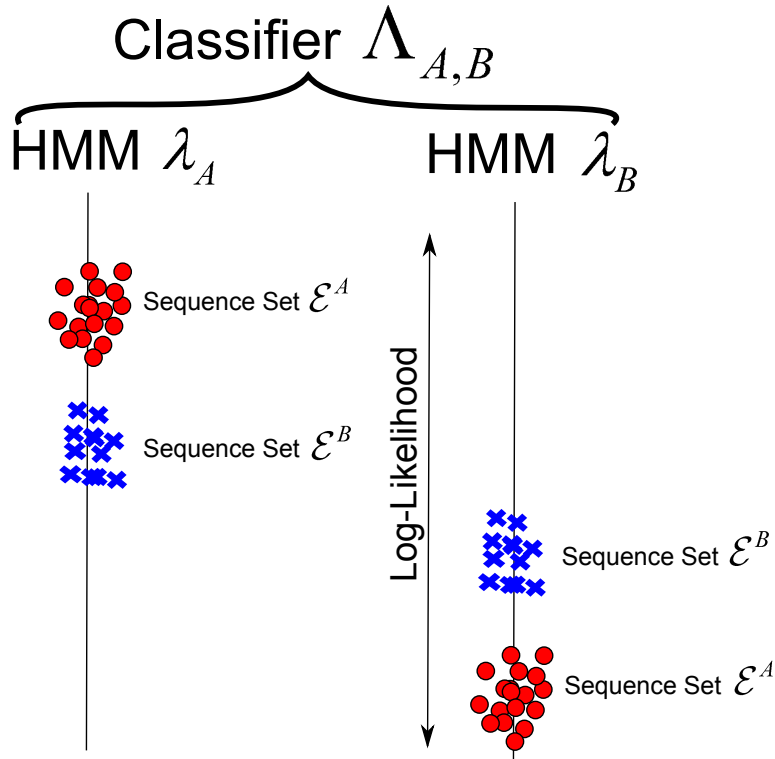 Classifier Λ_{A,B}
HMM λ_A
HMM λ_B
Sequence Set ℰ^A
Sequence Set ℰ^B
Log-Likelihood
Sequence Set ℰ^B
Sequence Set ℰ^A